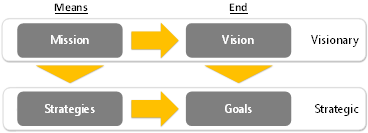 Means End
Mission Vision Visionary
Strategies Goals Strategic